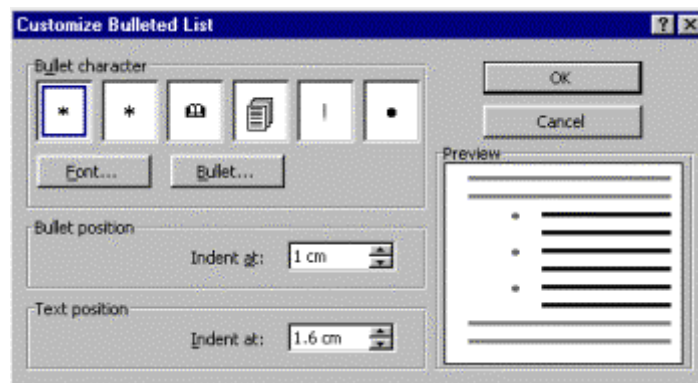 Customize Bulleted List
Bullet character
OK
Cancel
Font...
Bullet...
Preview
Bullet position
Indent at: 1 cm
Text position
Indent at: 1.6 cm